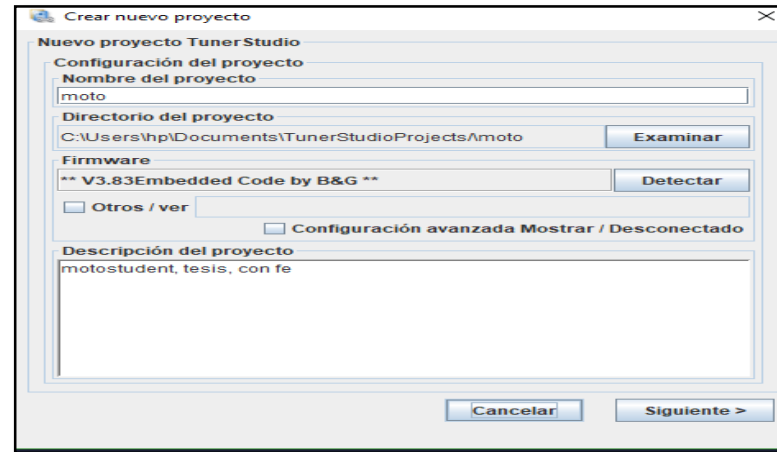 Crear nuevo proyecto
Nuevo proyecto TunerStudio
Configuración del proyecto
Nombre del proyecto
moto
Directorio del proyecto
C:\Users\hp\Documents\TunerStudioProjects/\moto
Examinar
Firmware
** V3.83Embedded Code by B&G **
Detectar
Otros / ver
Configuración avanzada Mostrar / Desconectado
Descripción del proyecto
motostudent, tesis, con fe
Cancelar
Siguiente >